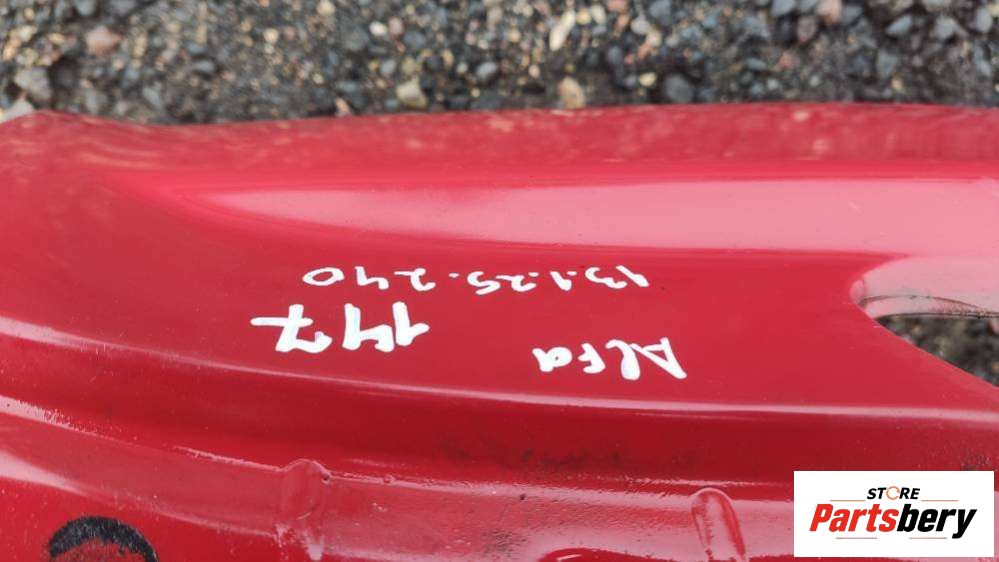 Alfa
147
13.1.25.240
STORE
Partsbery